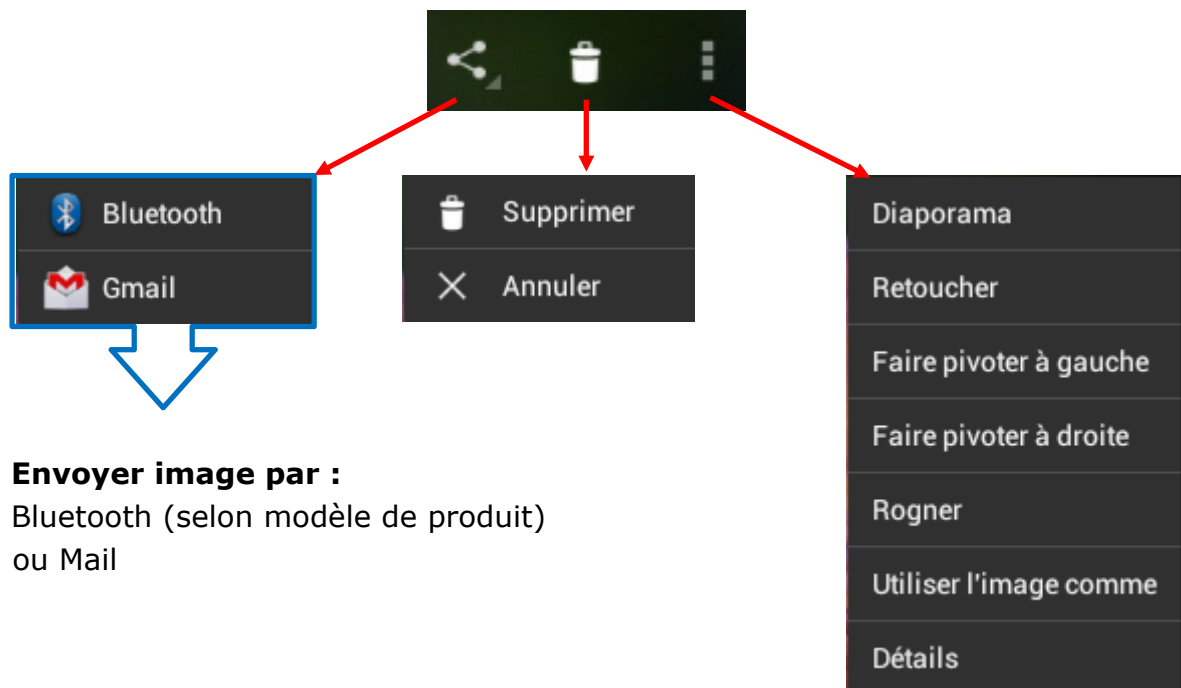 Bluetooth
Gmail
Supprimer
Annuler
Diaporama
Retoucher
Faire pivoter à gauche
Faire pivoter à droite
Rogner
Utiliser l'image comme
Détails
Envoyer image par :
Bluetooth (selon modèle de produit)
ou Mail